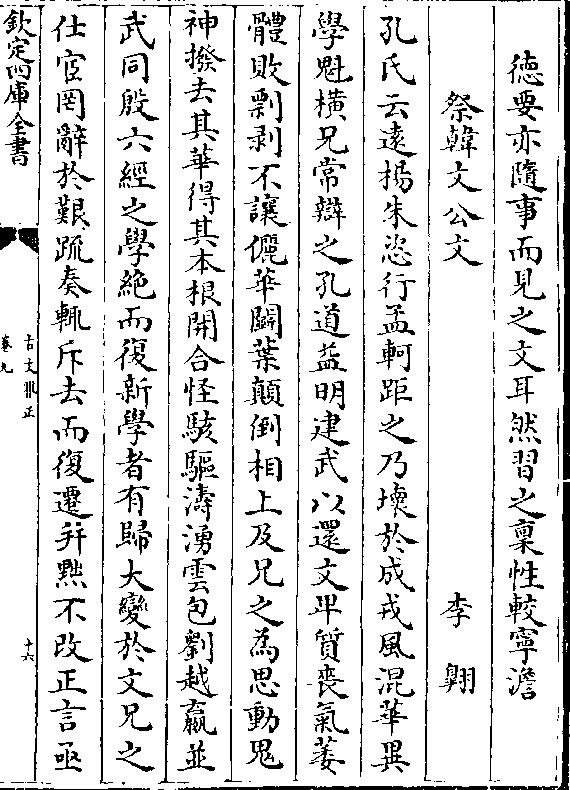 德要亦隨事而見之文耳然習之稟性較寧澹
祭韓文公文 李翺
孔氏云遠楊朱恣行孟軻距之乃壞於成戎風混華異
學魁橫兄常辯之孔道益明建武以還文卑質喪氣萎
體敗剽剥不讓儷華鬭葉顛倒相上及兄之為思動鬼
神撥去其華得其本根開合怪駭驅濤湧雲包劉越嬴並
武同殷六經之學絶而復新學者有歸大變於文兄之
仕宦罔辭於艱疏奏輒斥去而復遷并黜不改正言亟
欽定四庫全書
古文雅正
卷九
十六